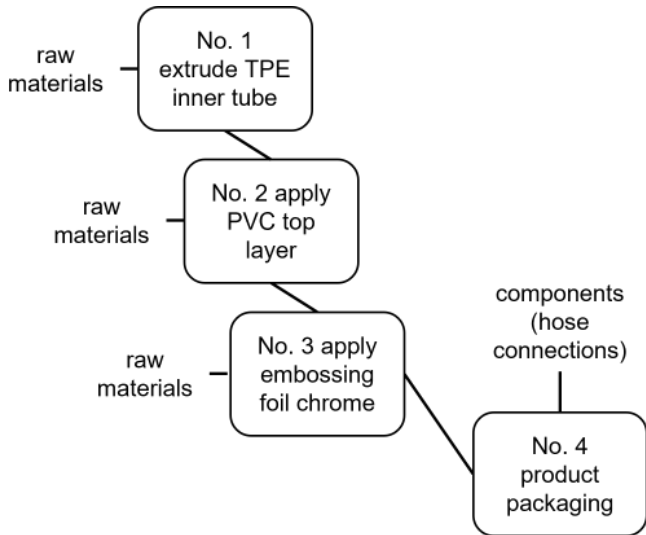 raw
materials
No. 1
extrude TPE
inner tube
raw
materials
No. 2 apply
PVC top
layer
raw
materials
No. 3 apply
embossing
foil chrome
components
(hose
connections)
No. 4
product
packaging